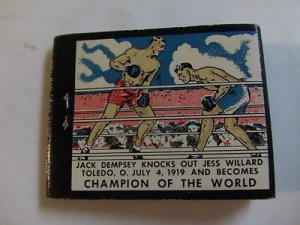 JACK DEMPSEY KNOCKS OUT JESS WILLARD
TOLEDO, O. JULY 4, 1919 AND BECOMES
CHAMPION OF THE WORLD